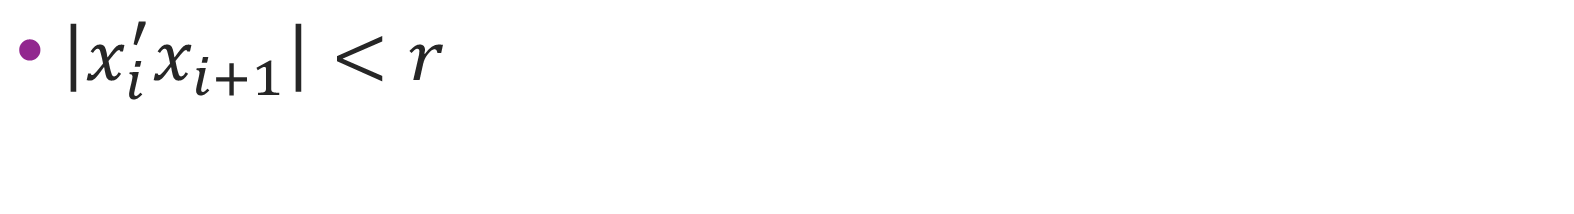 • |x′ᵢxᵢ₊₁| < r